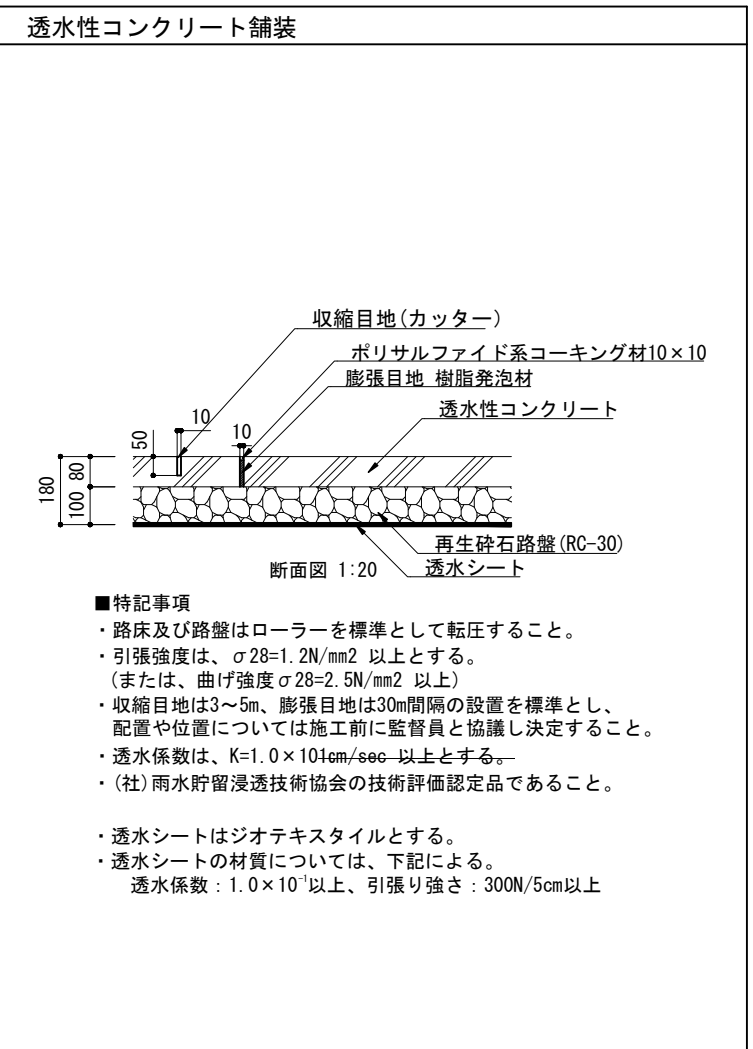 透水性コンクリート舗装
収縮目地(カッター)
ポリサルファイド系コーキング材10×10
膨張目地 樹脂発泡材
透水性コンクリート
10
10
50
80
100
180
再生砕石路盤(RC-30)
透水シート
断面図 1:20
■特記事項
・路床及び路盤はローラーを標準として転圧すること。
・引張強度は、σ28=1.2N/mm2 以上とする。
(または、曲げ強度σ28=2.5N/mm2 以上)
・収縮目地は3〜5m、膨張目地は30m間隔の設置を標準とし、
配置や位置については施工前に監督員と協議し決定すること。
・透水係数は、K=1.0×101cm/sec 以上とする。
・(社)雨水貯留浸透技術協会の技術評価認定品であること。
・透水シートはジオテキスタイルとする。
・透水シートの材質については、下記による。
透水係数：1.0×10⁻¹以上、引張り強さ：300N/5cm以上